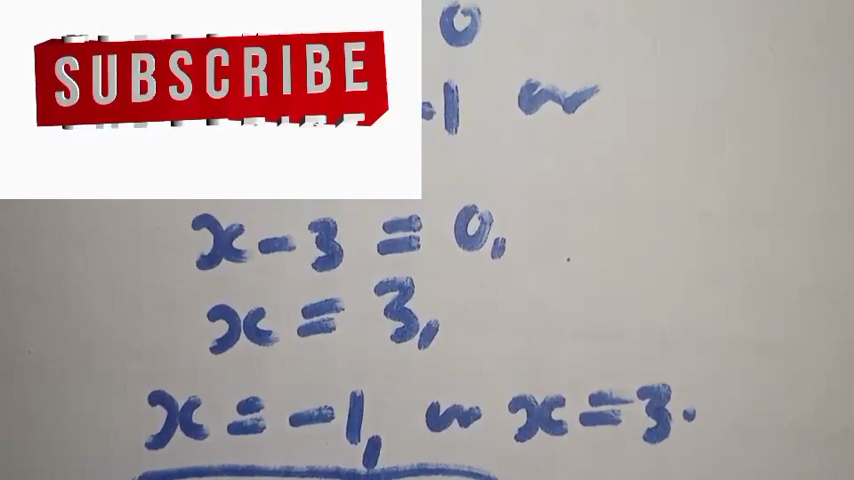 SUBSCRIBE
0
-1 or
x - 3 = 0,
x = 3,
x = -1, or x = 3.